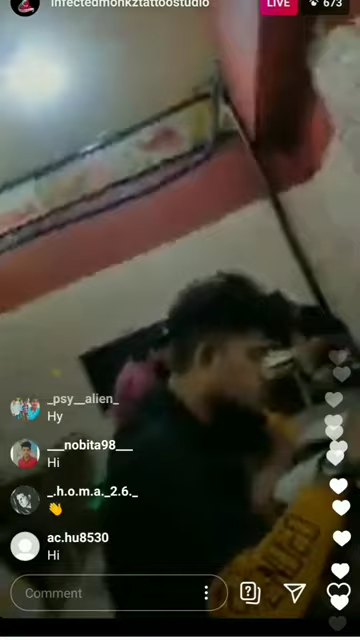 infectedmonkztattoostudio LIVE 673
_psy__alien_
Hy
___nobita98___
Hi
_.h.o.m.a._2.6._
👋
ac.hu8530
Hi
Comment